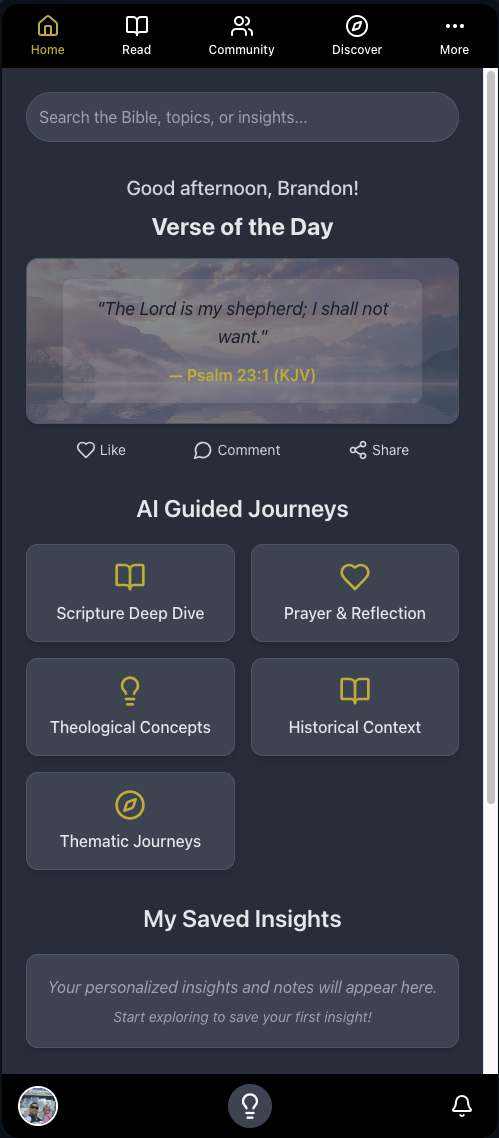 Home Read Community Discover More
Search the Bible, topics, or insights...
Good afternoon, Brandon!
Verse of the Day
"The Lord is my shepherd; I shall not
want."
— Psalm 23:1 (KJV)
Like Comment Share
AI Guided Journeys
Scripture Deep Dive Prayer & Reflection
Theological Concepts Historical Context
Thematic Journeys
My Saved Insights
Your personalized insights and notes will appear here.
Start exploring to save your first insight!